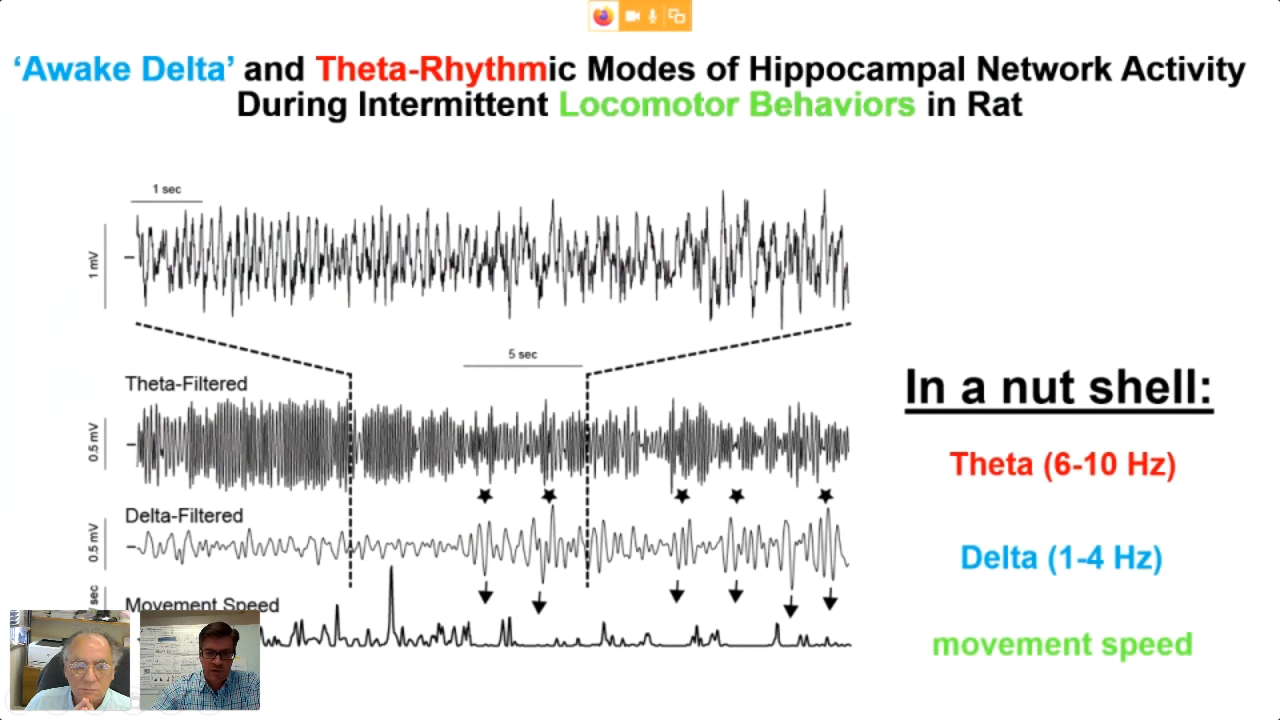 ‘Awake Delta’ and Theta-Rhythmic Modes of Hippocampal Network Activity
During Intermittent Locomotor Behaviors in Rat
1 sec
1 mV
5 sec
Theta-Filtered
0.5 mV
Delta-Filtered
0.5 mV
Movement Speed
sec
In a nut shell:
Theta (6-10 Hz)
Delta (1-4 Hz)
movement speed